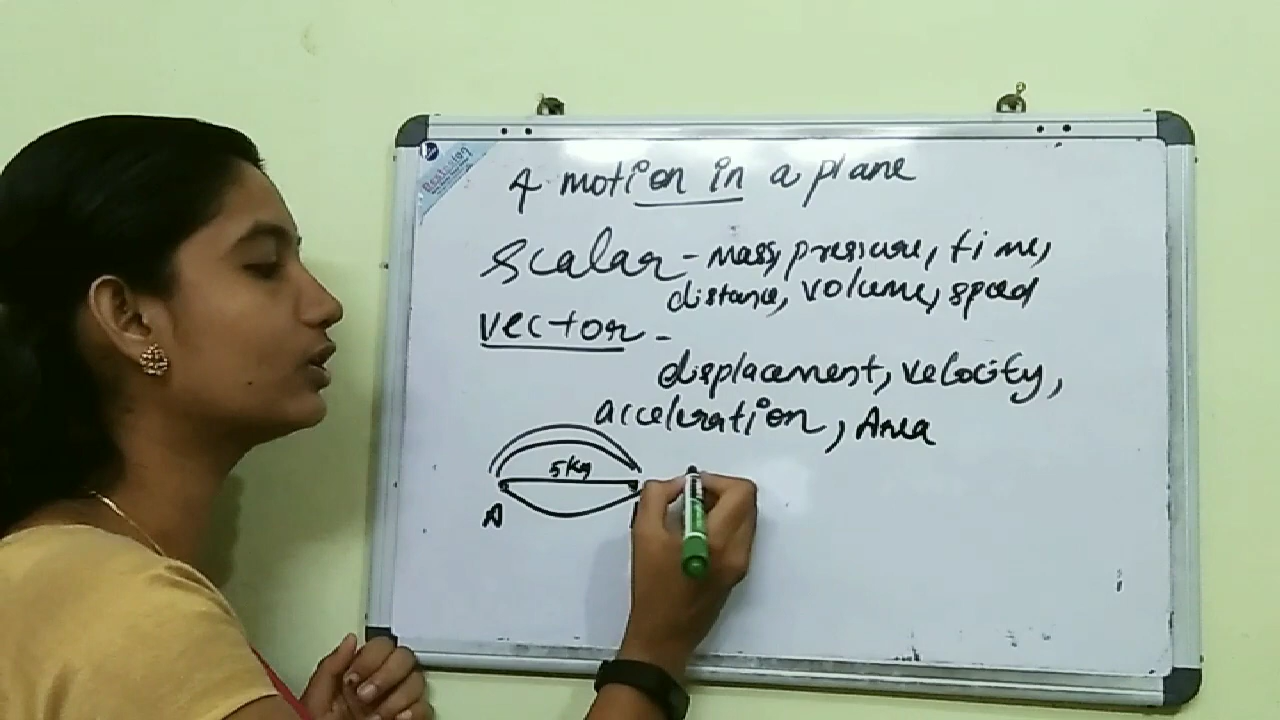 4 motion in a plane
Scalar - mass, pressure, time,
distance, volume, speed
vector -
displacement, velocity,
acceleration, Area
5kg
A